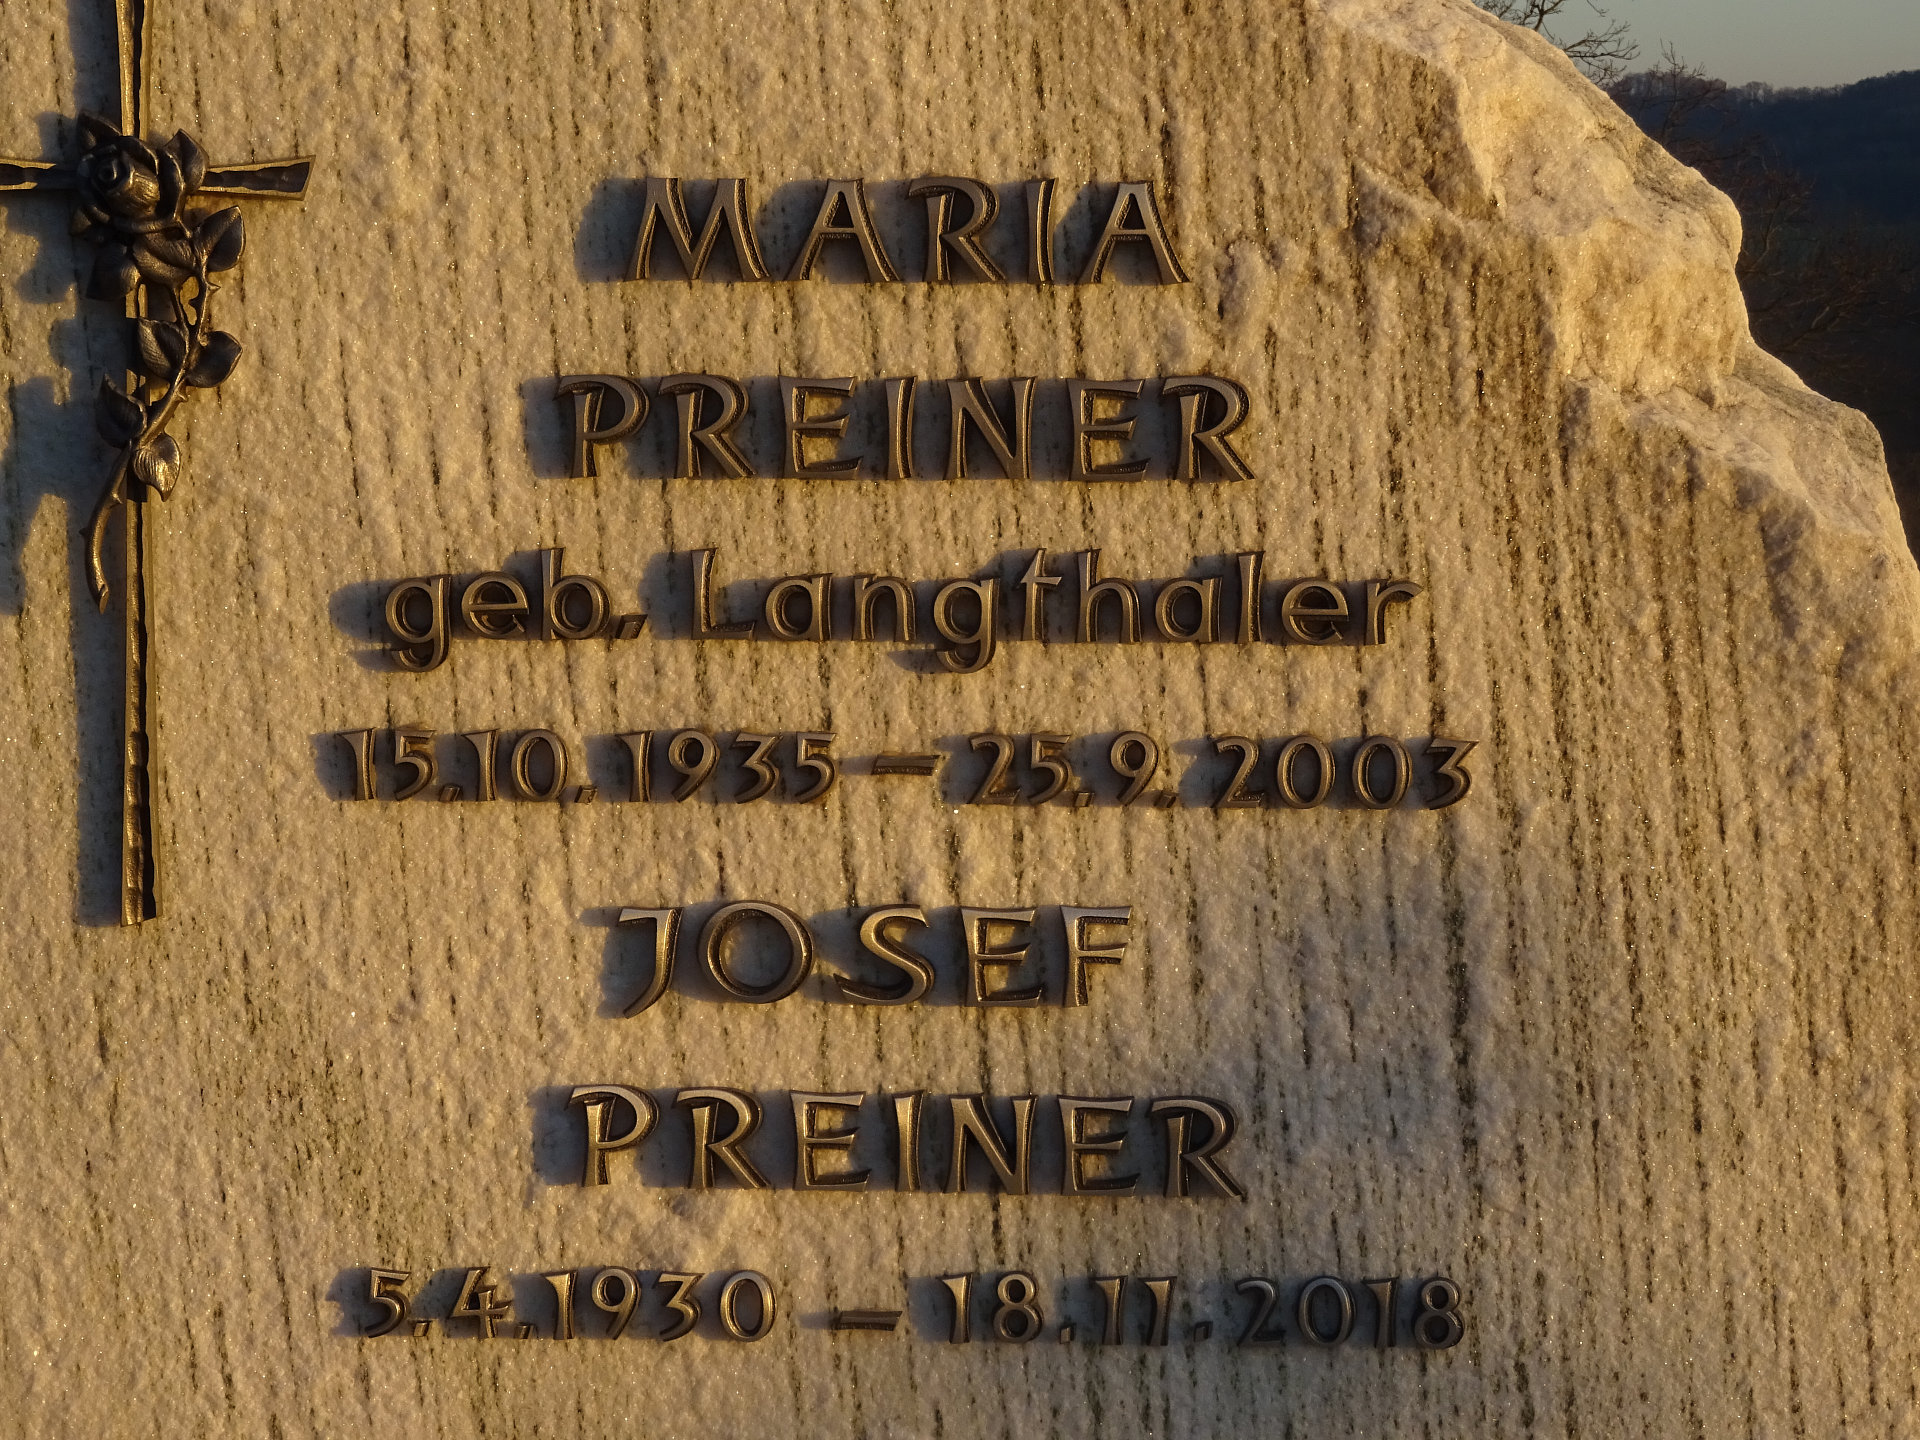 MARIA
PREINER
geb. Langthaler
15.10.1935 – 25.9.2003
JOSEF
PREINER
5.4.1930 – 18.11.2018